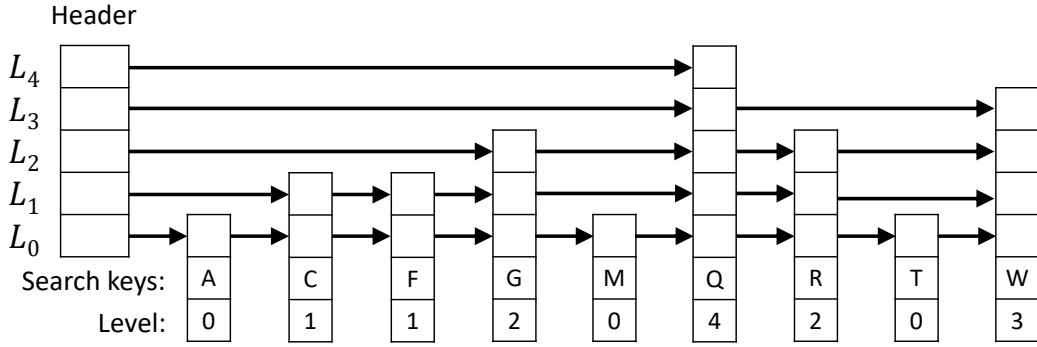 Header
L4
L3
L2
L1
L0
Search keys: A C F G M Q R T W
Level: 0 1 1 2 0 4 2 0 3